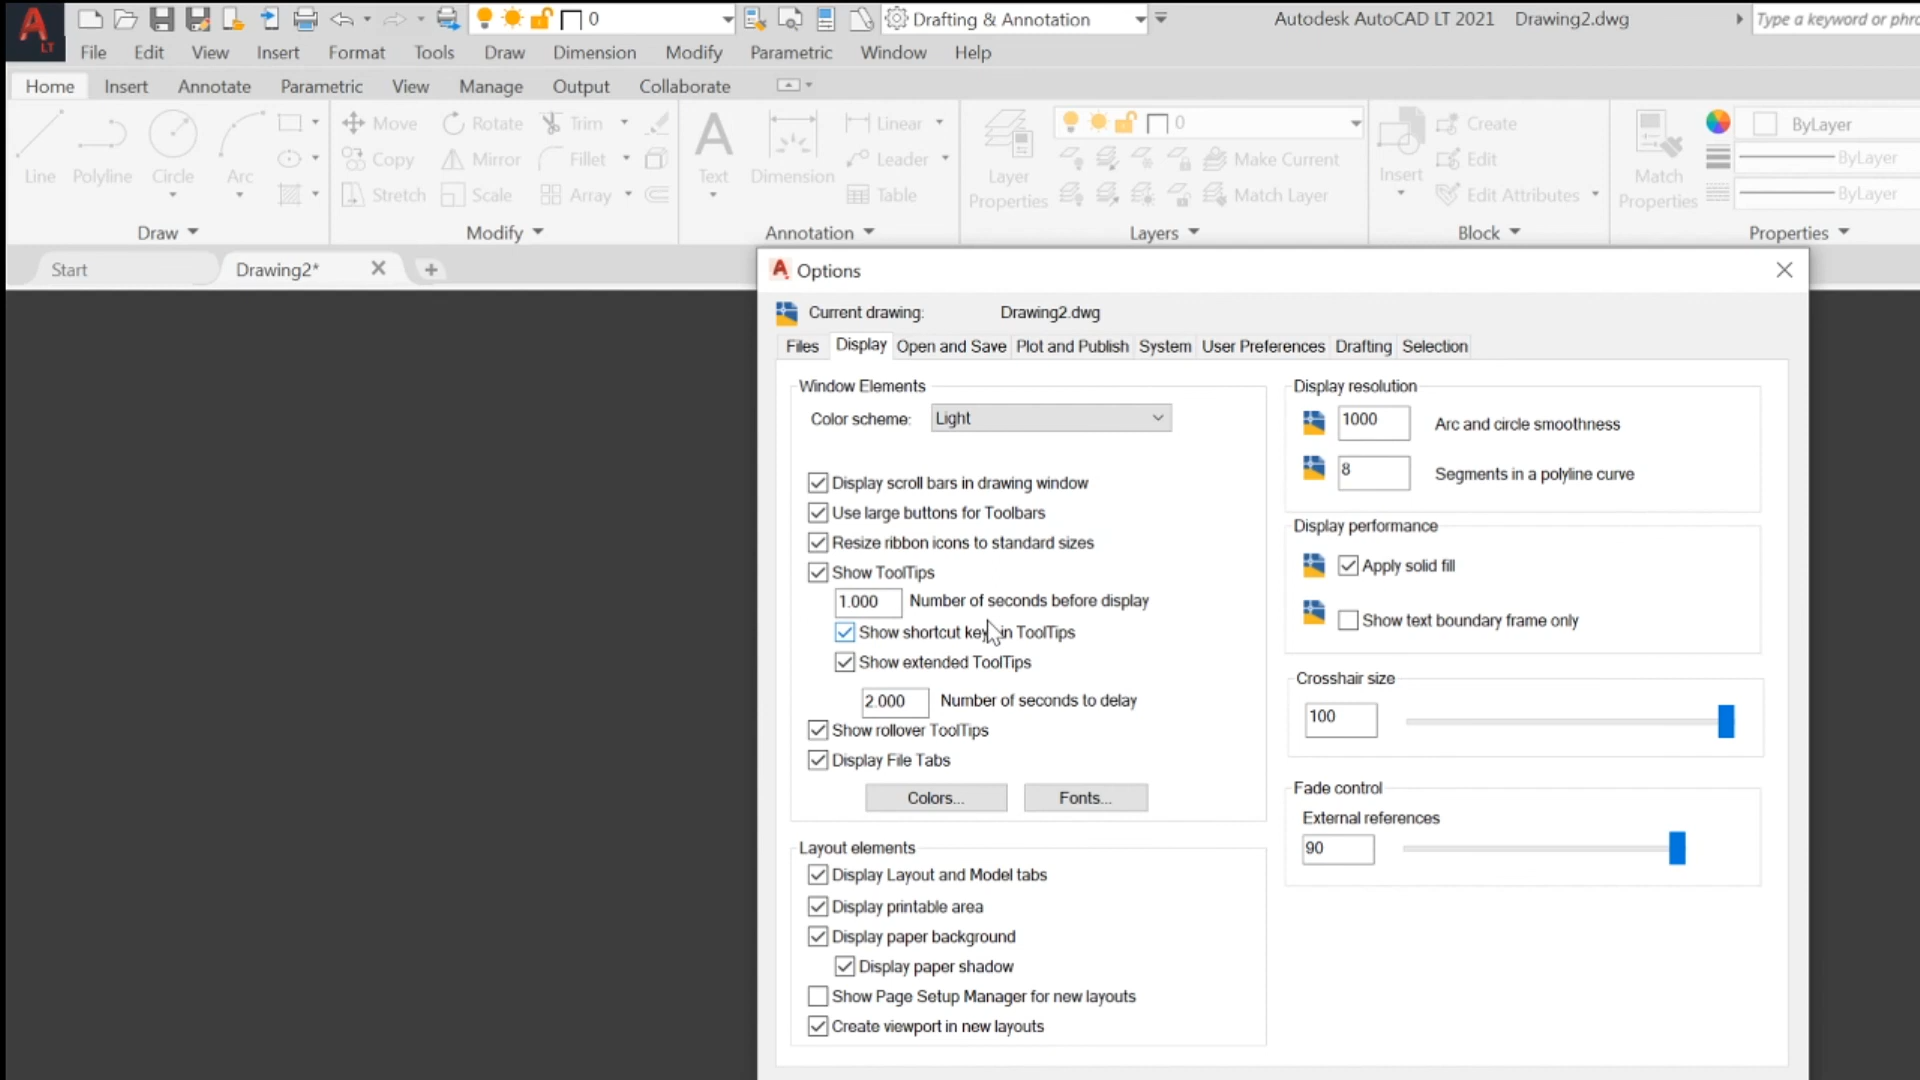 LT
0
Drafting & Annotation
Autodesk AutoCAD LT 2021 Drawing2.dwg
Type a keyword or phra
File Edit View Insert Format Tools Draw Dimension Modify Parametric Window Help
Home Insert Annotate Parametric View Manage Output Collaborate
Line Polyline Circle Arc
Move Rotate Trim
Copy Mirror Fillet
Stretch Scale Array
Text Dimension
Linear
Leader
Table
Layer
Properties
0
Make Current
Match Layer
Insert
Create
Edit
Edit Attributes
Match
Properties
ByLayer
ByLayer
ByLayer
Draw Modify Annotation Layers Block Properties
Start Drawing2*
Options
Current drawing: Drawing2.dwg
Files Display Open and Save Plot and Publish System User Preferences Drafting Selection
Window Elements
Color scheme: Light
Display scroll bars in drawing window
Use large buttons for Toolbars
Resize ribbon icons to standard sizes
Show ToolTips
1.000 Number of seconds before display
Show shortcut key in ToolTips
Show extended ToolTips
2.000 Number of seconds to delay
Show rollover ToolTips
Display File Tabs
Colors... Fonts...
Layout elements
Display Layout and Model tabs
Display printable area
Display paper background
Display paper shadow
Show Page Setup Manager for new layouts
Create viewport in new layouts
Display resolution
1000 Arc and circle smoothness
8 Segments in a polyline curve
Display performance
Apply solid fill
Show text boundary frame only
Crosshair size
100
Fade control
External references
90